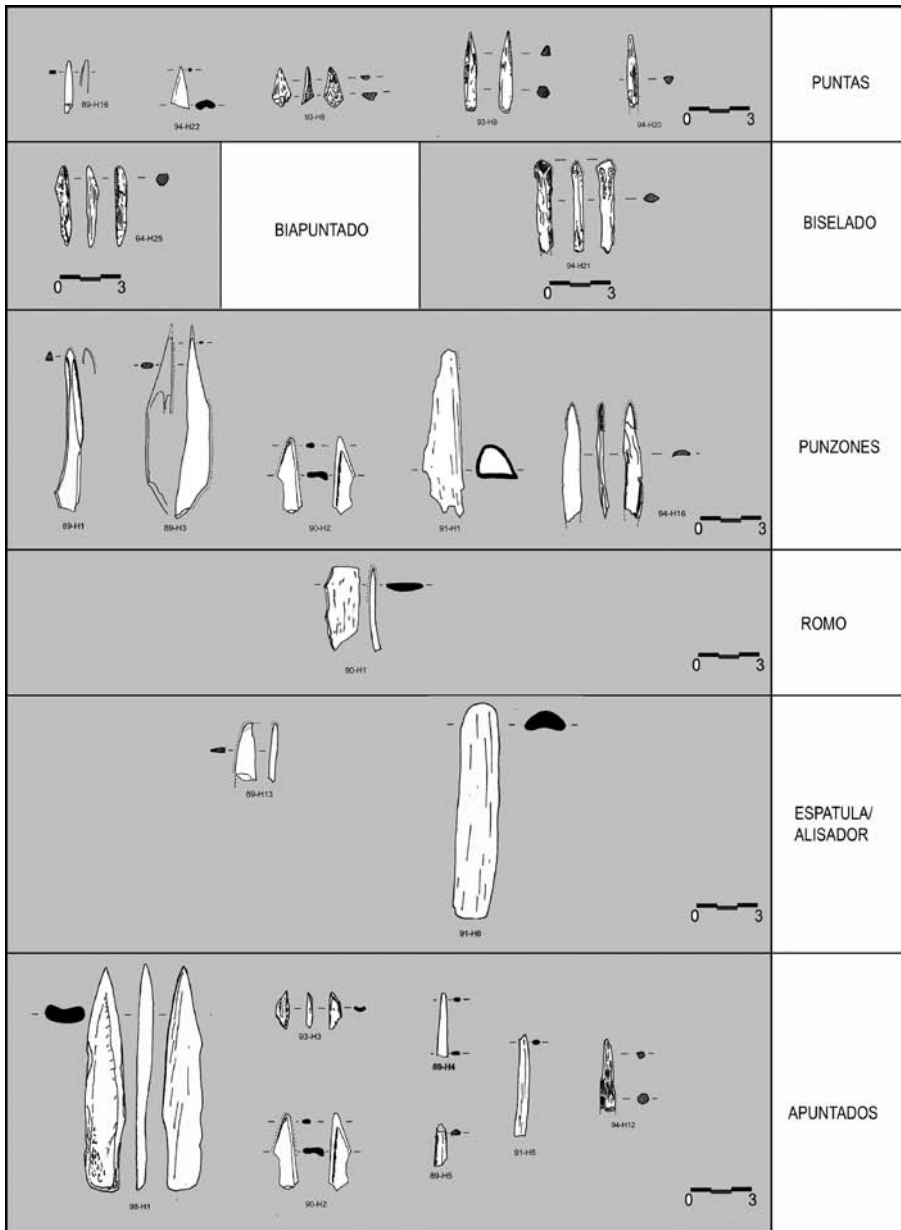 PUNTAS
89-H16
94-H22
93-H8
93-H9
94-H20
0 3
BIAPUNTADO
BISELADO
94-H25
0 3
94-H21
0 3
PUNZONES
89-H1
89-H3
90-H2
91-H1
94-H16
0 3
ROMO
90-H1
0 3
ESPATULA/
ALISADOR
89-H13
91-H6
0 3
APUNTADOS
98-H1
93-H3
90-H2
89-H4
89-H5
91-H5
94-H12
0 3